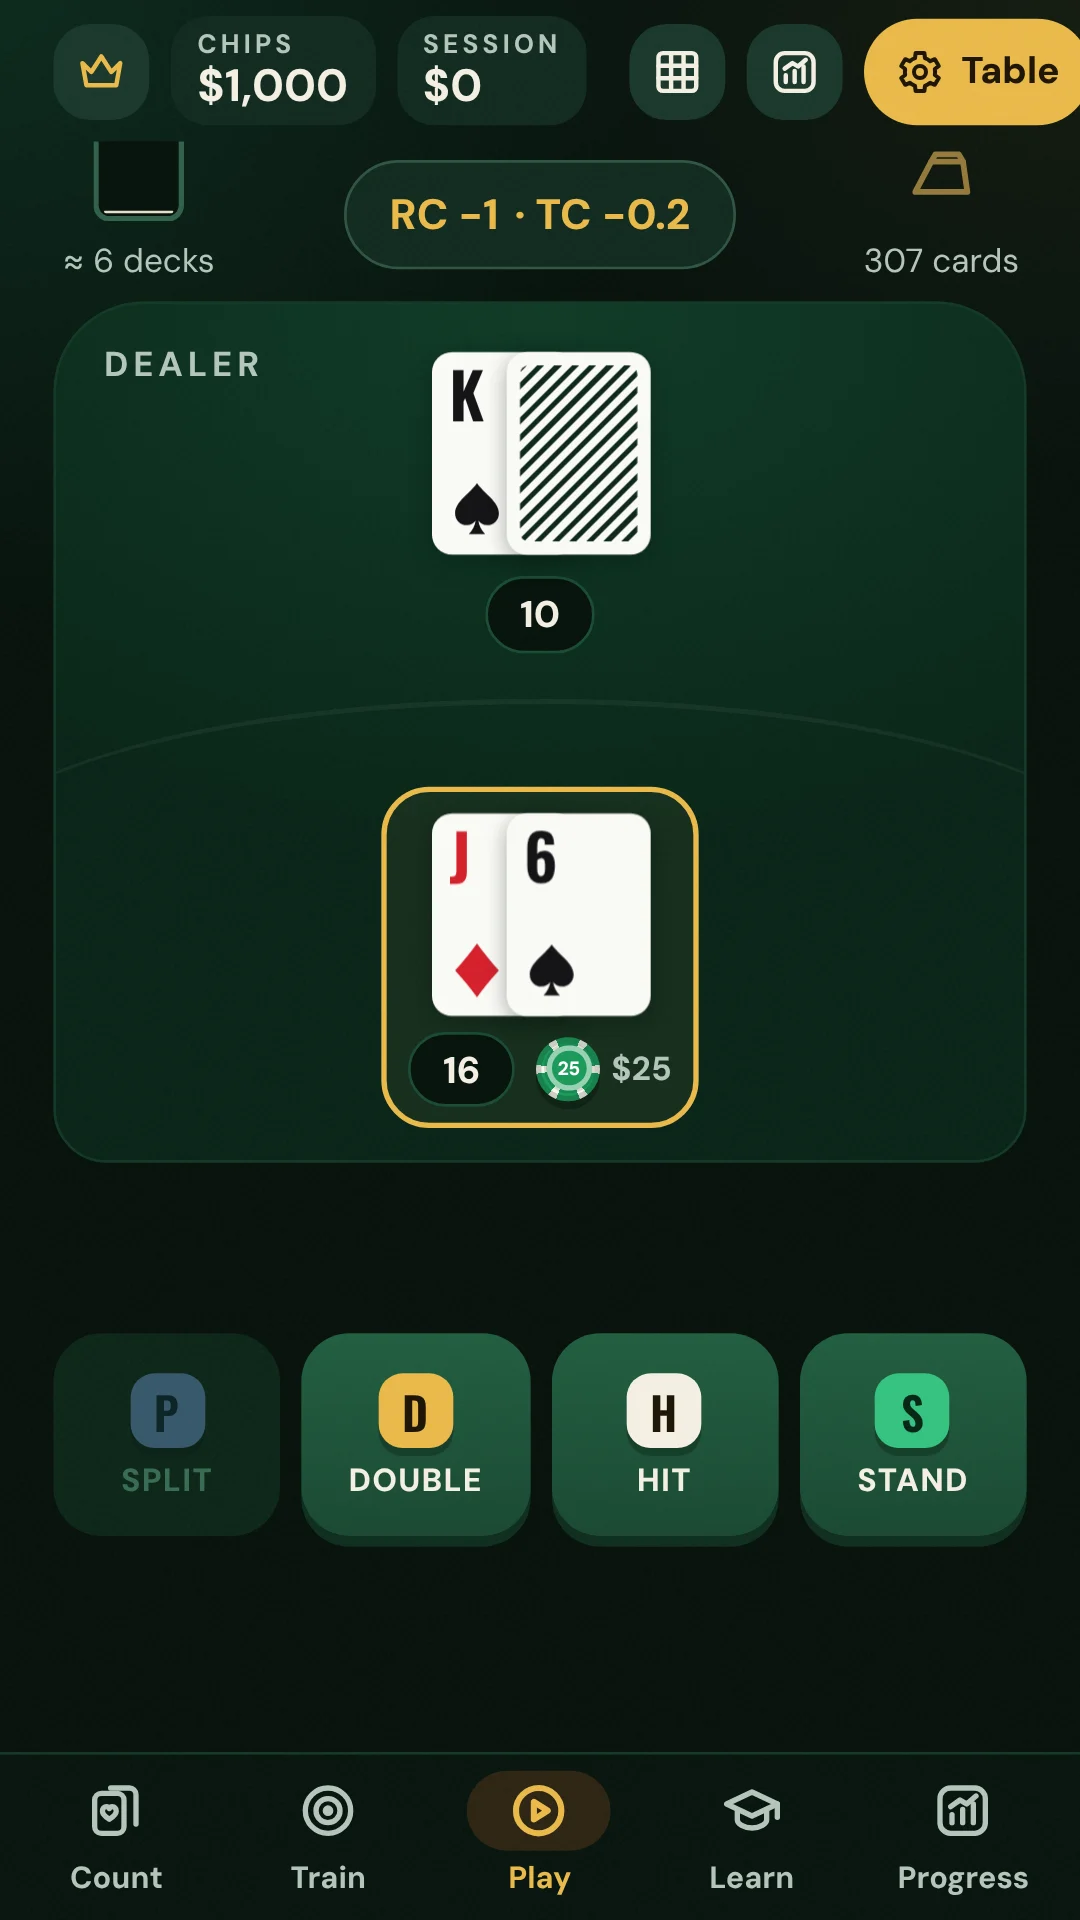 CHIPS
$1,000
SESSION
$0
Table
≈ 6 decks
RC −1 · TC −0.2
307 cards
DEALER
K
10
J
6
16
25
$25
P
SPLIT
D
DOUBLE
H
HIT
S
STAND
Count
Train
Play
Learn
Progress